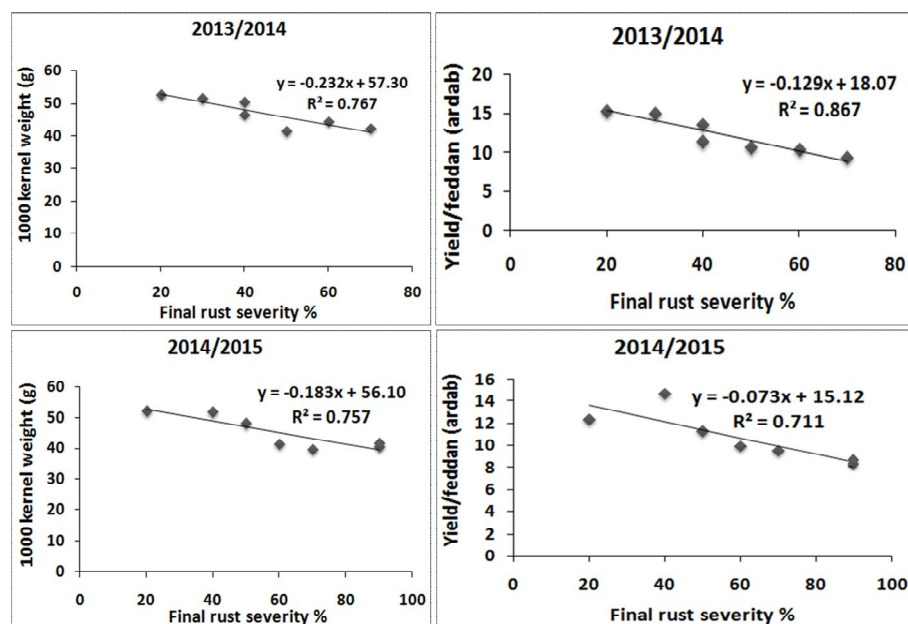 2013/2014
1000 kernel weight (g)
60
50
40
30
20
10
0
y = -0.232x + 57.30
R² = 0.767
0 20 40 60 80
Final rust severity %
2013/2014
Yield/feddan (ardab)
20
15
10
5
0
y = -0.129x + 18.07
R² = 0.867
0 20 40 60 80
Final rust severity %
2014/2015
1000 kernel weight (g)
60
50
40
30
20
10
0
y = -0.183x + 56.10
R² = 0.757
0 20 40 60 80 100
Final rust severity %
2014/2015
Yield/feddan (ardab)
16
14
12
10
8
6
4
2
0
y = -0.073x + 15.12
R² = 0.711
0 20 40 60 80 100
Final rust severity %